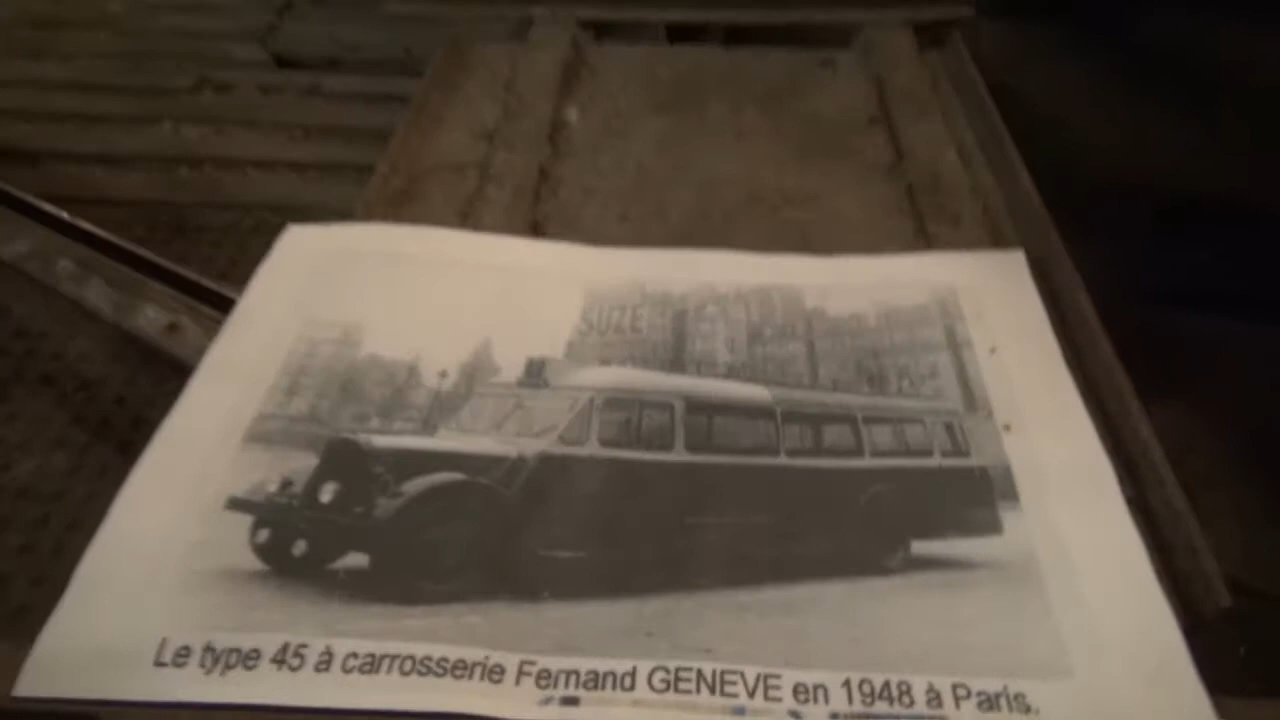 SUZE
Le type 45 à carrosserie Fernand GENEVE en 1948 à Paris.